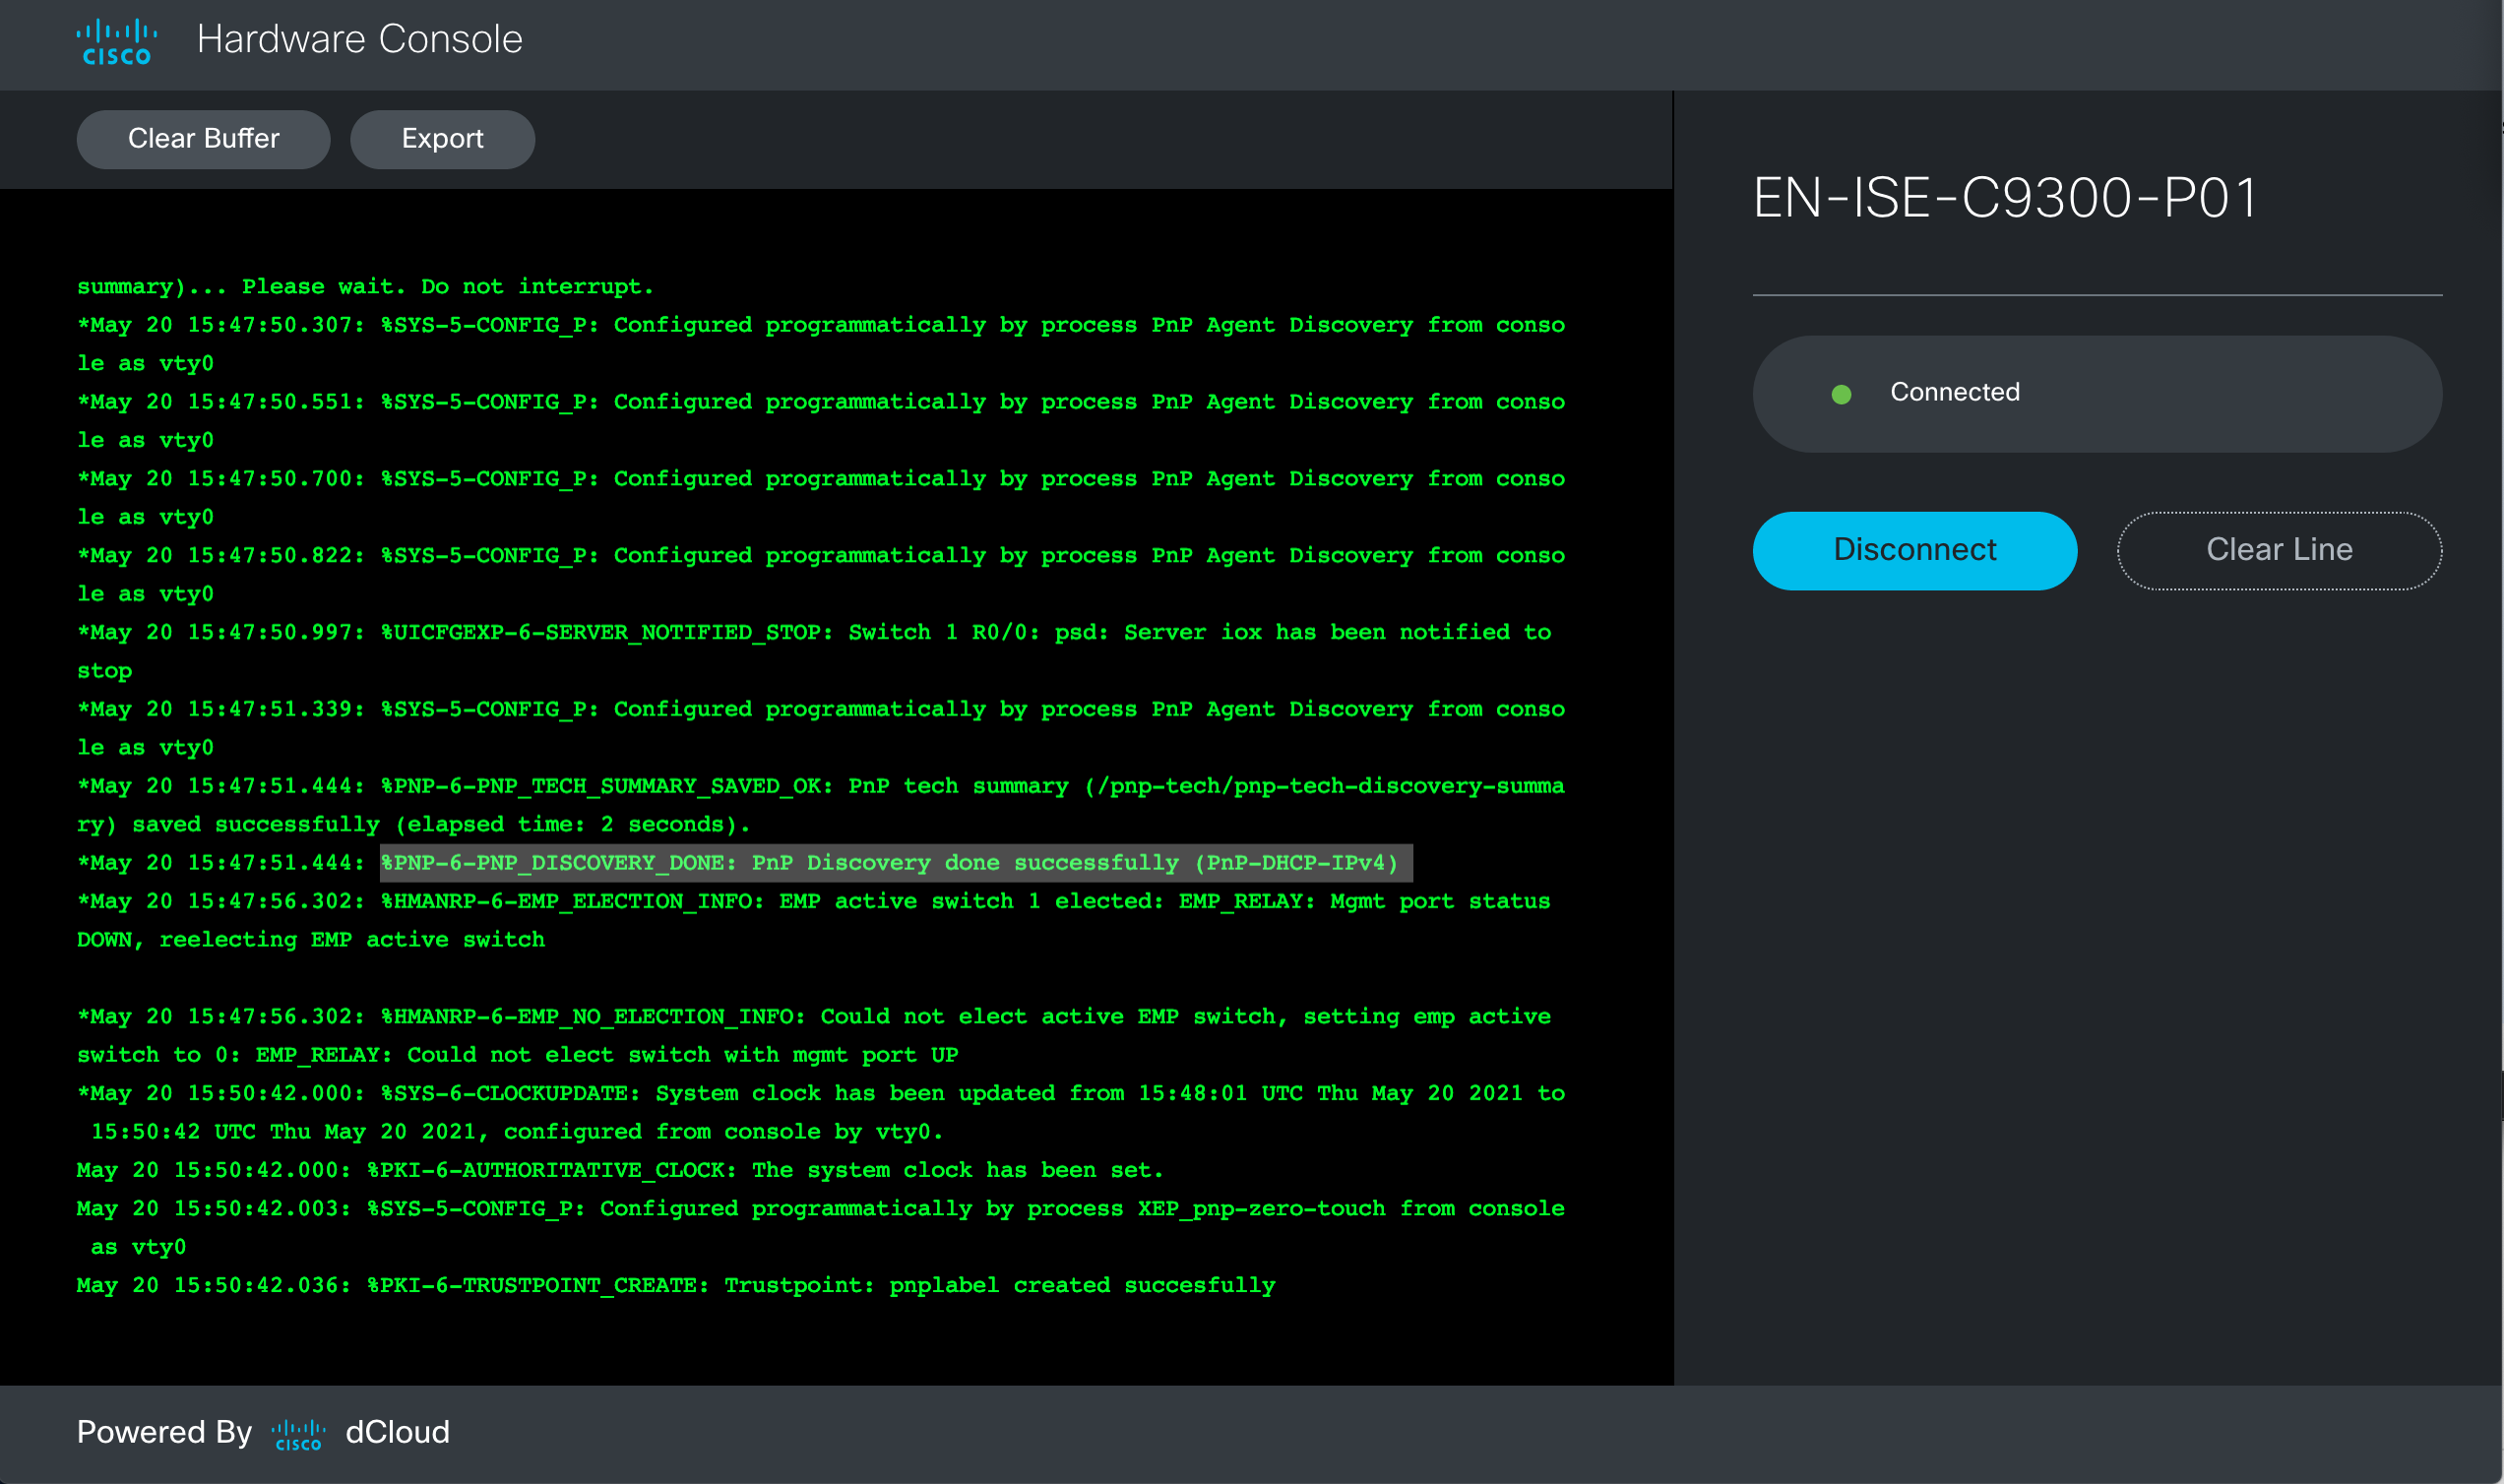 cisco Hardware Console
Clear Buffer Export
summary)... Please wait. Do not interrupt.
*May 20 15:47:50.307: %SYS-5-CONFIG_P: Configured programmatically by process PnP Agent Discovery from conso
le as vty0
*May 20 15:47:50.551: %SYS-5-CONFIG_P: Configured programmatically by process PnP Agent Discovery from conso
le as vty0
*May 20 15:47:50.700: %SYS-5-CONFIG_P: Configured programmatically by process PnP Agent Discovery from conso
le as vty0
*May 20 15:47:50.822: %SYS-5-CONFIG_P: Configured programmatically by process PnP Agent Discovery from conso
le as vty0
*May 20 15:47:50.997: %UICFGEXP-6-SERVER_NOTIFIED_STOP: Switch 1 R0/0: psd: Server iox has been notified to
stop
*May 20 15:47:51.339: %SYS-5-CONFIG_P: Configured programmatically by process PnP Agent Discovery from conso
le as vty0
*May 20 15:47:51.444: %PNP-6-PNP_TECH_SUMMARY_SAVED_OK: PnP tech summary (/pnp-tech/pnp-tech-discovery-summa
ry) saved successfully (elapsed time: 2 seconds).
*May 20 15:47:51.444: %PNP-6-PNP_DISCOVERY_DONE: PnP Discovery done successfully (PnP-DHCP-IPv4)
*May 20 15:47:56.302: %HMANRP-6-EMP_ELECTION_INFO: EMP active switch 1 elected: EMP_RELAY: Mgmt port status
DOWN, reelecting EMP active switch
*May 20 15:47:56.302: %HMANRP-6-EMP_NO_ELECTION_INFO: Could not elect active EMP switch, setting emp active
switch to 0: EMP_RELAY: Could not elect switch with mgmt port UP
*May 20 15:50:42.000: %SYS-6-CLOCKUPDATE: System clock has been updated from 15:48:01 UTC Thu May 20 2021 to
15:50:42 UTC Thu May 20 2021, configured from console by vty0.
May 20 15:50:42.000: %PKI-6-AUTHORITATIVE_CLOCK: The system clock has been set.
May 20 15:50:42.003: %SYS-5-CONFIG_P: Configured programmatically by process XEP_pnp-zero-touch from console
as vty0
May 20 15:50:42.036: %PKI-6-TRUSTPOINT_CREATE: Trustpoint: pnplabel created succesfully
EN-ISE-C9300-P01
Connected
Disconnect Clear Line
Powered By cisco dCloud